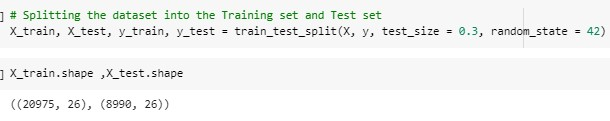 ] # Splitting the dataset into the Training set and Test set
X_train, X_test, y_train, y_test = train_test_split(X, y, test_size = 0.3, random_state = 42)
] X_train.shape ,X_test.shape
((20975, 26), (8990, 26))